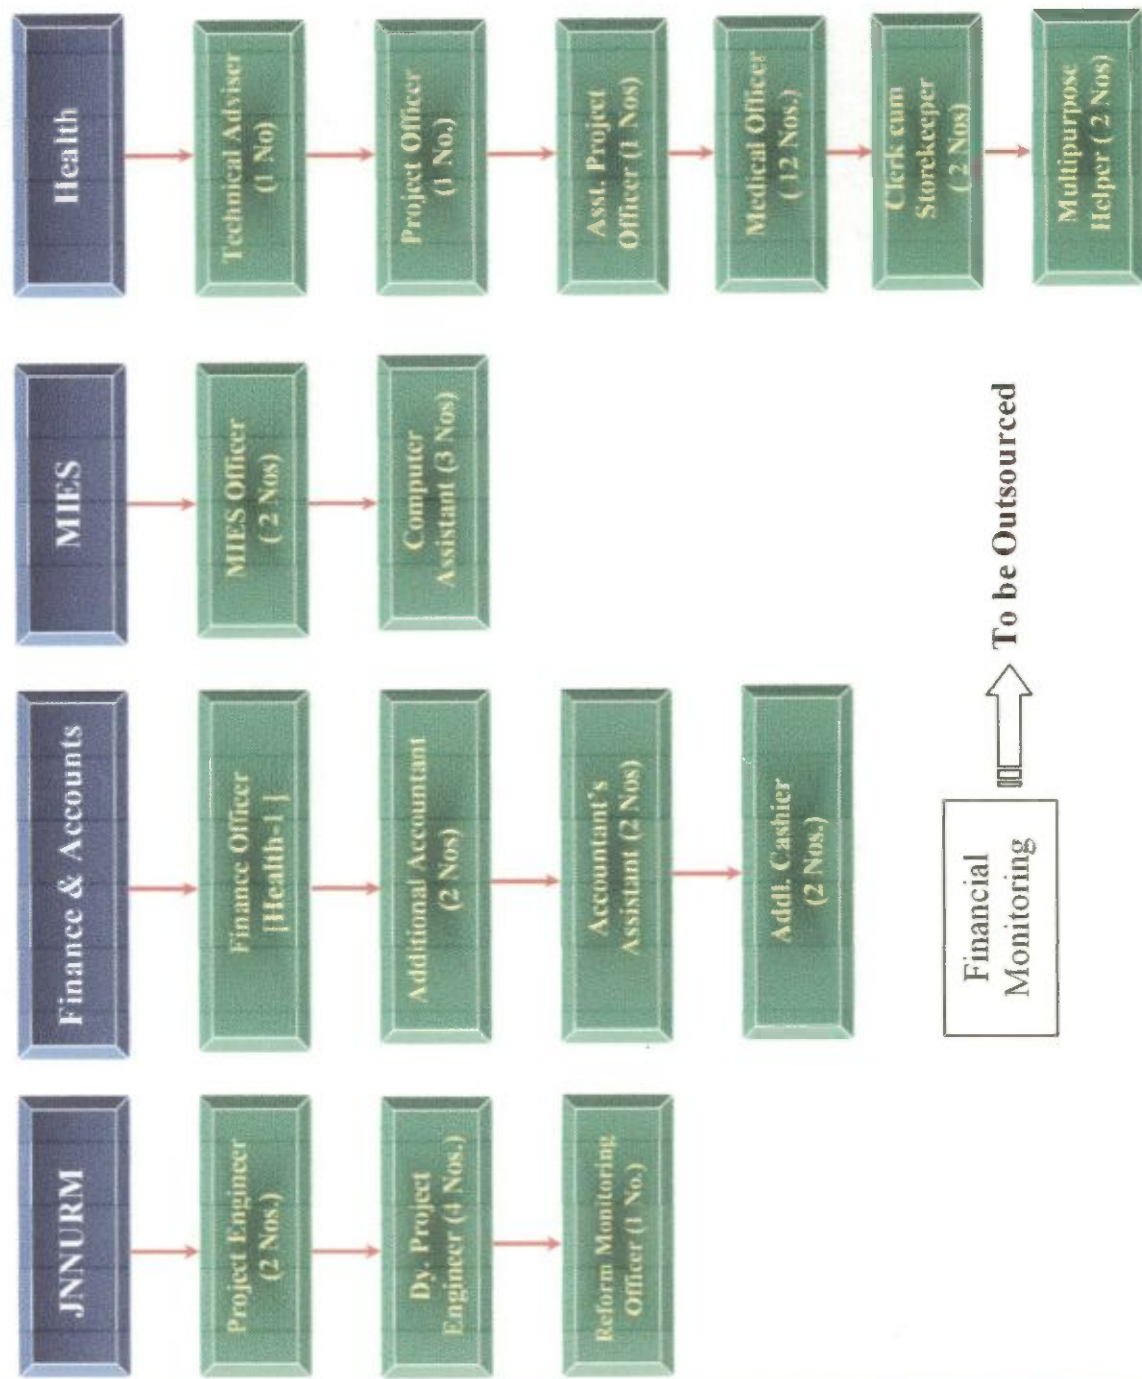 JNNURM
Project Engineer
(2 Nos.)
Dy. Project
Engineer (4 Nos.)
Reform Monitoring
Officer (1 No.)
Finance & Accounts
Finance Officer
[Health-1 ]
Additional Accountant
(2 Nos)
Accountant's
Assistant (2 Nos)
Addl. Cashier
(2 Nos.)
MIES
MIES Officer
( 2 Nos)
Computer
Assistant (3 Nos)
Health
Technical Adviser
(1 No)
Project Officer
(1 No.)
Asst. Project
Officer (1 Nos)
Medical Officer
(12 Nos.)
Clerk cum
Storekeeper
( 2 Nos)
Multipurpose
Helper ( 2 Nos)
Financial
Monitoring
To be Outsourced